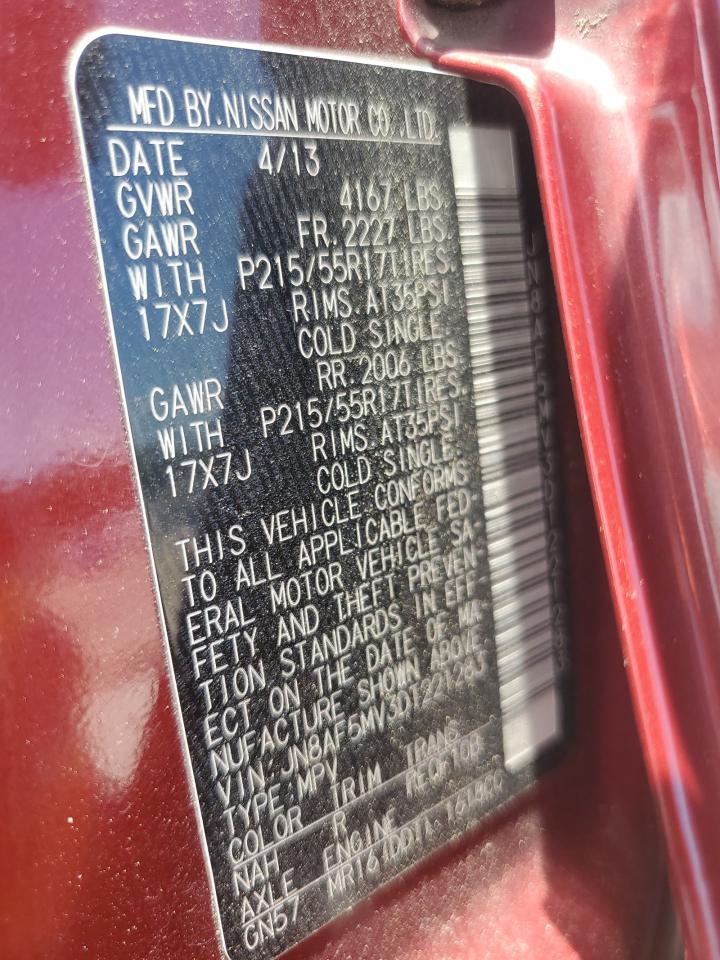 MFD BY.NISSAN MOTOR CO.,LTD.
DATE 4/13
GVWR 4167 LBS.
GAWR FR. 2227 LBS.
WITH P215/55R17TIRES.
17X7J RIMS.AT35PSI
COLD SINGLE.
GAWR RR. 2006 LBS.
WITH P215/55R17TIRES.
17X7J RIMS.AT35PSI
COLD SINGLE.
THIS VEHICLE CONFORMS
TO ALL APPLICABLE FED-
ERAL MOTOR VEHICLE SA-
FETY AND THEFT PREVEN
TION STANDARDS IN EFF
ECT ON THE DATE OF MA-
NUFACTURE SHOWN ABOVE
VIN.
TYPE:MPV
COLOR TRIM TRANS
NAH R
AXLE ENGINE
GN57